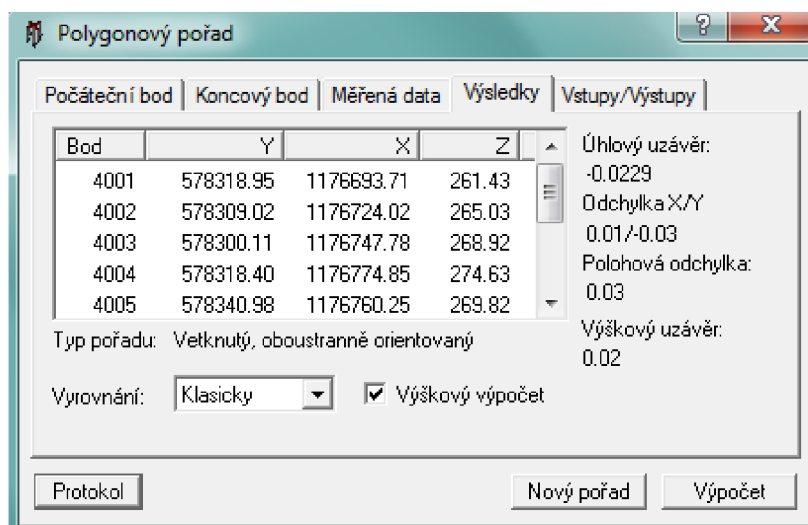 Polygonový pořad
Počáteční bod Koncový bod Měřená data Výsledky Vstupy/Výstupy
Bod Y X Z
4001 578318.95 1176693.71 261.43
4002 578309.02 1176724.02 265.03
4003 578300.11 1176747.78 268.92
4004 578318.40 1176774.85 274.63
4005 578340.98 1176760.25 269.82
Úhlový uzávěr:
-0.0229
Odchylka X/Y
0.01/-0.03
Polohová odchylka:
0.03
Výškový uzávěr:
0.02
Typ pořadu: Vetknutý, oboustranně orientovaný
Vyrovnání: Klasicky Výškový výpočet
Protokol Nový pořad Výpočet